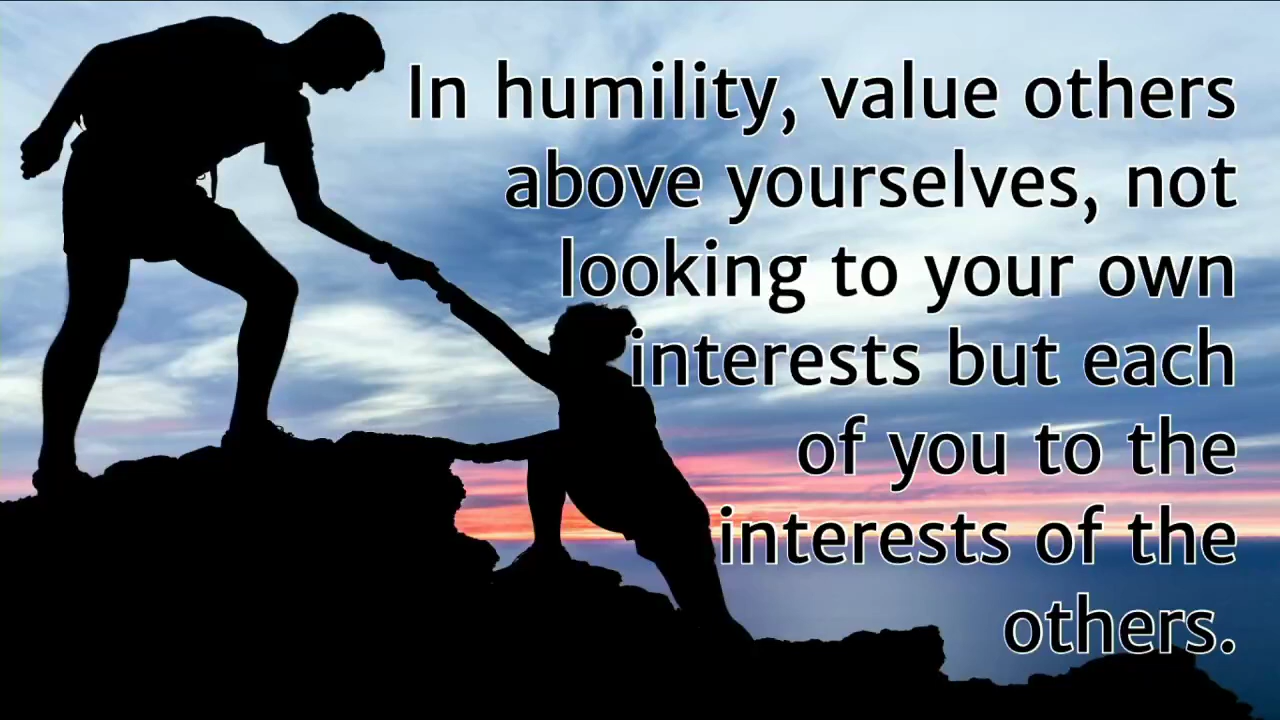 In humility, value others
above yourselves, not
looking to your own
interests but each
of you to the
interests of the
others.